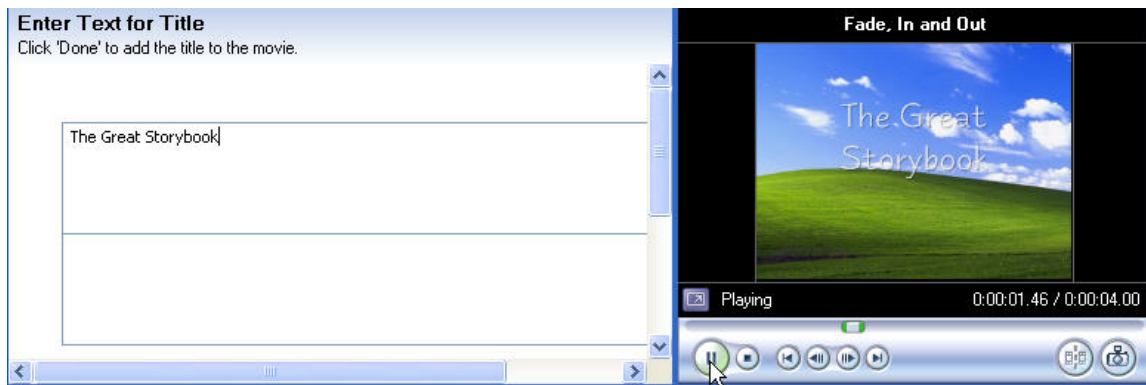 Enter Text for Title
Click 'Done' to add the title to the movie.
The Great Storybook
Fade, In and Out
The Great
Storybook
Playing
0:00:01.46 / 0:00:04.00